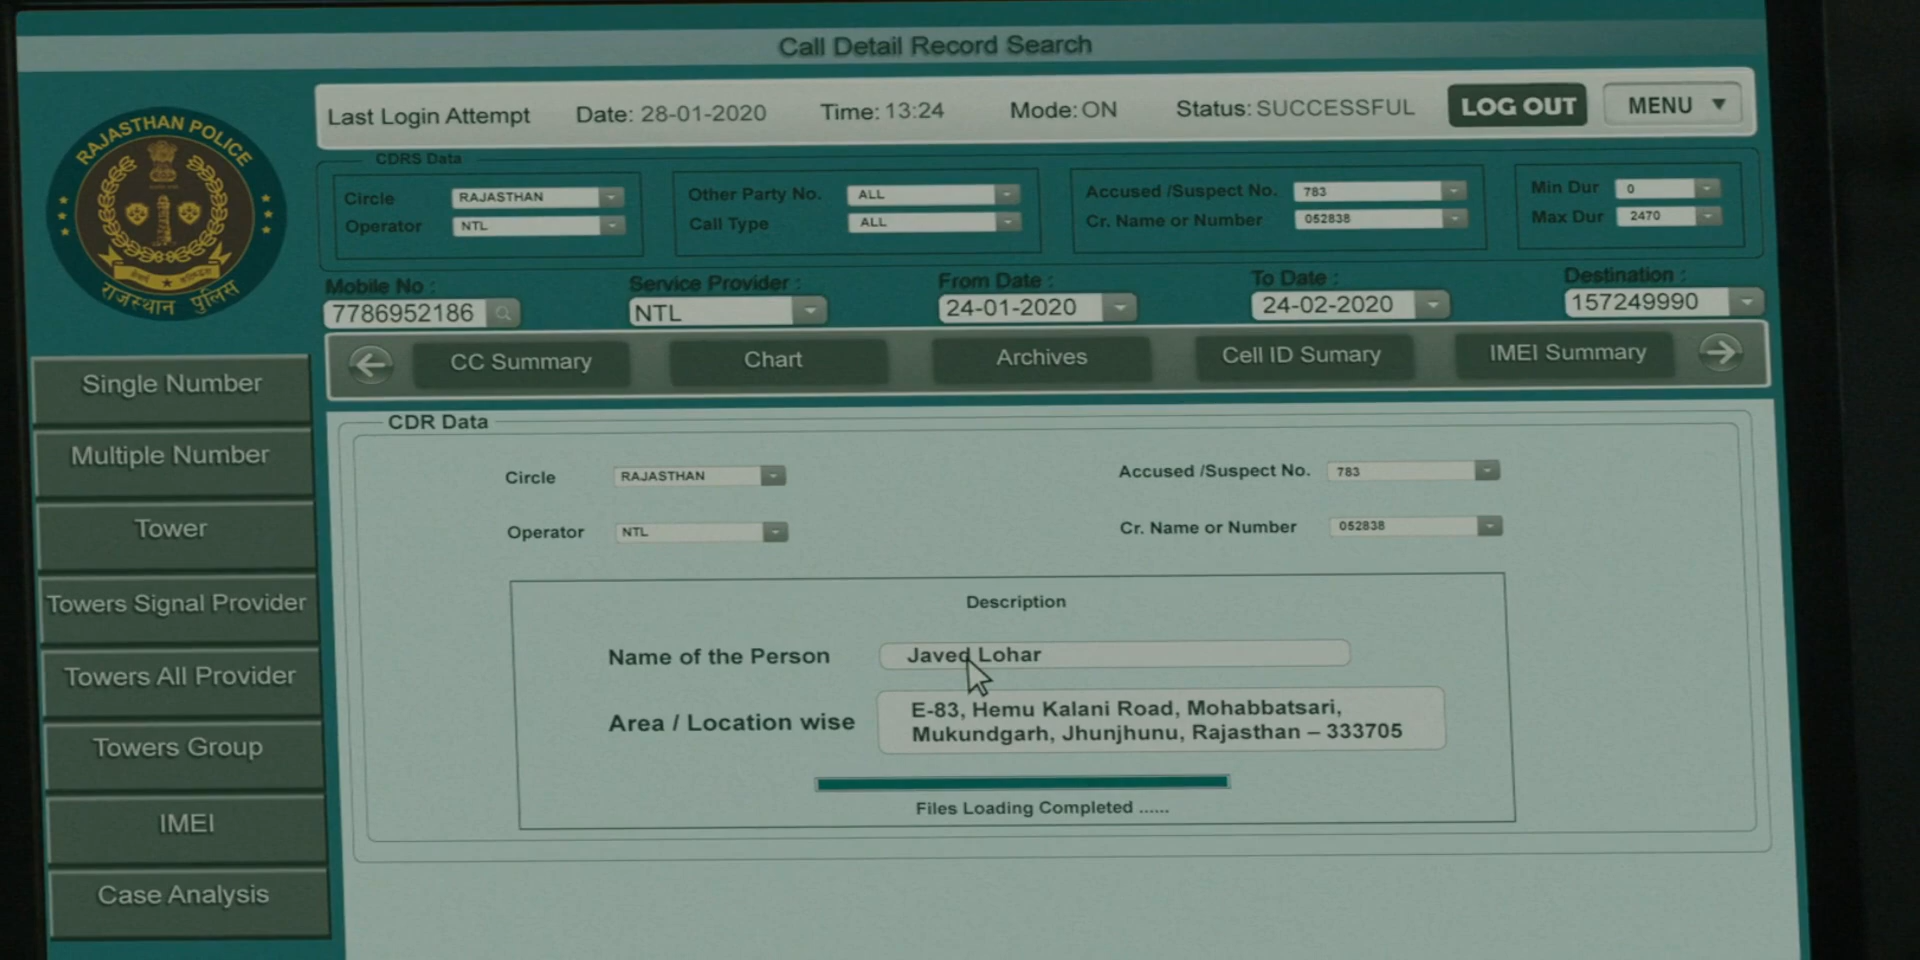 Call Detail Record Search
RAJASTHAN POLICE
राजस्थान पुलिस
Last Login Attempt Date: 28-01-2020 Time: 13:24 Mode: ON Status: SUCCESSFUL LOG OUT MENU
CDRS Data
Circle RAJASTHAN Other Party No. ALL Accused /Suspect No. 783 Min Dur 0
Operator NTL Call Type ALL Cr. Name or Number 052838 Max Dur 2470
Mobile No : Service Provider : From Date : To Date : Destination :
7786952186 NTL 24-01-2020 24-02-2020 157249990
CC Summary Chart Archives Cell ID Sumary IMEI Summary
Single Number
Multiple Number
Tower
Towers Signal Provider
Towers All Provider
Towers Group
IMEI
Case Analysis
CDR Data
Circle RAJASTHAN Accused /Suspect No. 783
Operator NTL Cr. Name or Number 052838
Description
Name of the Person Javed Lohar
Area / Location wise E-83, Hemu Kalani Road, Mohabbatsari,
Mukundgarh, Jhunjhunu, Rajasthan – 333705
Files Loading Completed ......